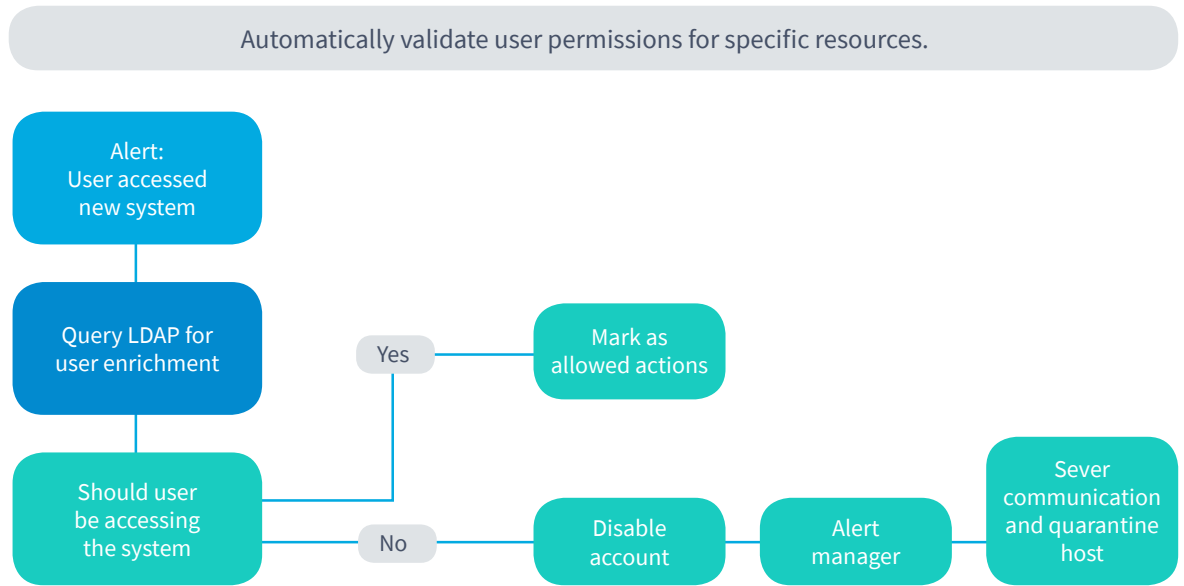 Automatically validate user permissions for specific resources.
Alert:
User accessed
new system
Query LDAP for
user enrichment
Should user
be accessing
the system
Yes
Mark as
allowed actions
No
Disable
account
Alert
manager
Sever
communication
and quarantine
host